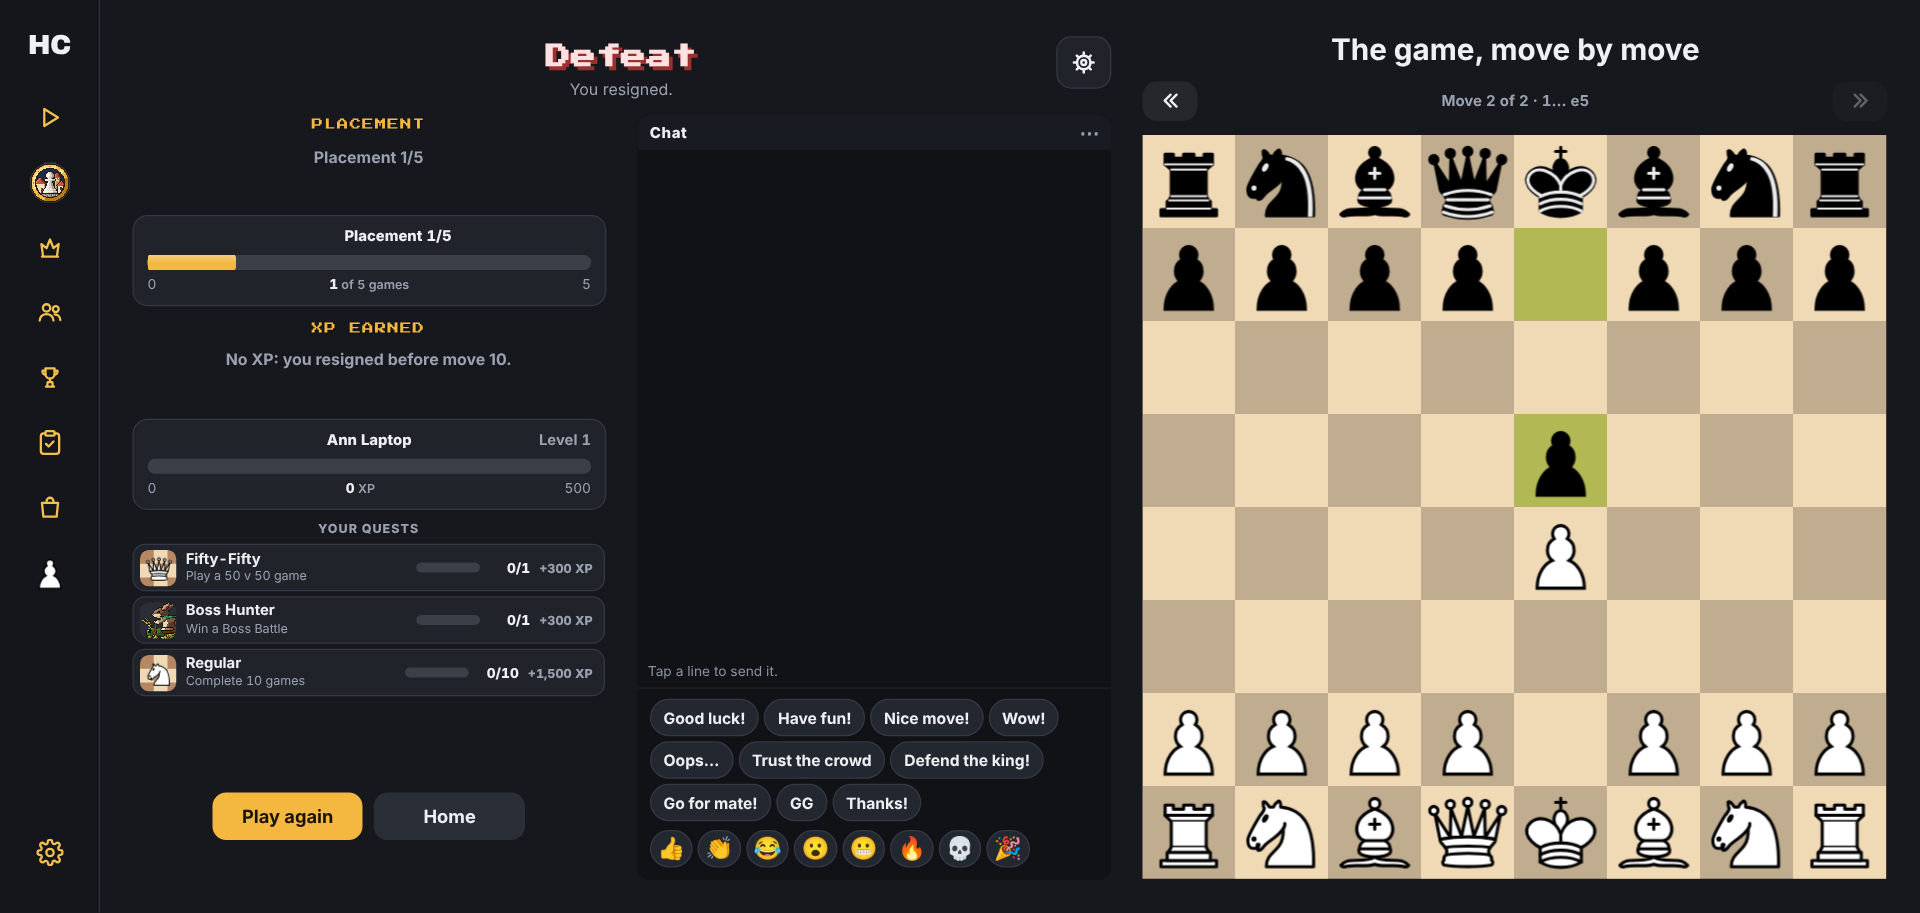 HC
Defeat
You resigned.
PLACEMENT
Placement 1/5
Placement 1/5
0
1 of 5 games
5
XP EARNED
No XP: you resigned before move 10.
Ann Laptop
Level 1
0
0 XP
500
YOUR QUESTS
Fifty-Fifty
Play a 50 v 50 game
0/1 +300 XP
Boss Hunter
Win a Boss Battle
0/1 +300 XP
Regular
Complete 10 games
0/10 +1,500 XP
Play again
Home
Chat
Tap a line to send it.
Good luck! Have fun! Nice move! Wow!
Oops... Trust the crowd Defend the king!
Go for mate! GG Thanks!
The game, move by move
Move 2 of 2 · 1... e5